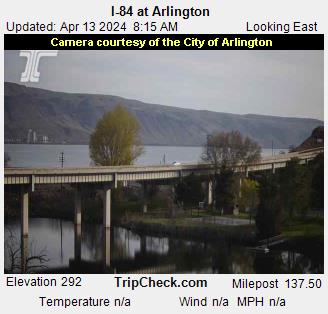 I-84 at Arlington
Updated: Apr 13 2024 8:15 AM Looking East
Camera courtesy of the City of Arlington
Elevation 292 TripCheck.com Milepost 137.50
Temperature n/a Wind n/a MPH n/a